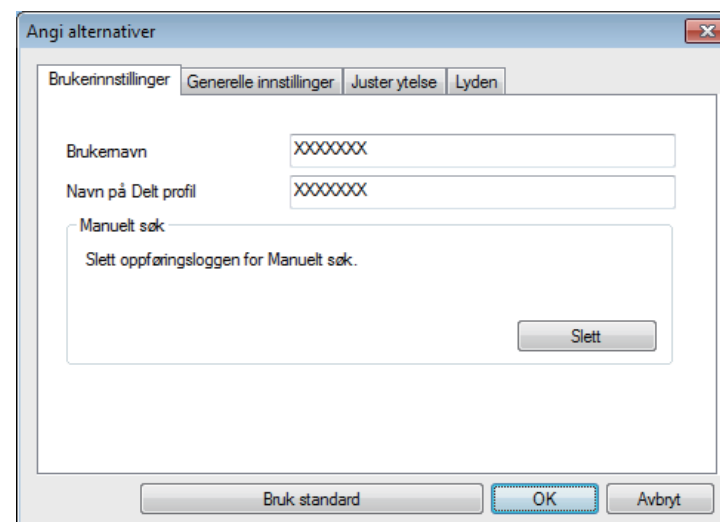 Angi alternativer
Brukerinnstillinger Generelle innstillinger Juster ytelse Lyden
Brukernavn XXXXXXX
Navn på Delt profil XXXXXXX
Manuelt søk
Slett oppføringsloggen for Manuelt søk.
Slett
Bruk standard OK Avbryt